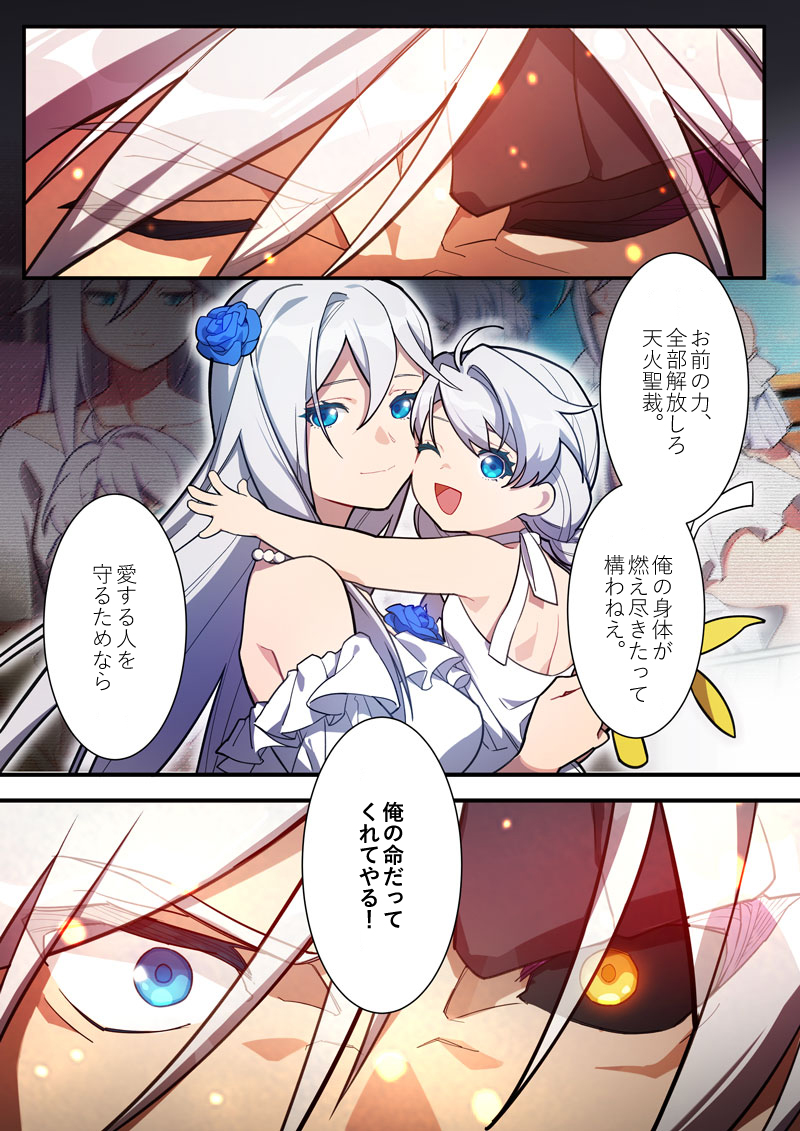 お前の力、
全部解放しろ
天火聖裁。
俺の身体が
燃え尽きたって
構わねえ。
愛する人を
守るためなら
俺の命だって
くれてやる！